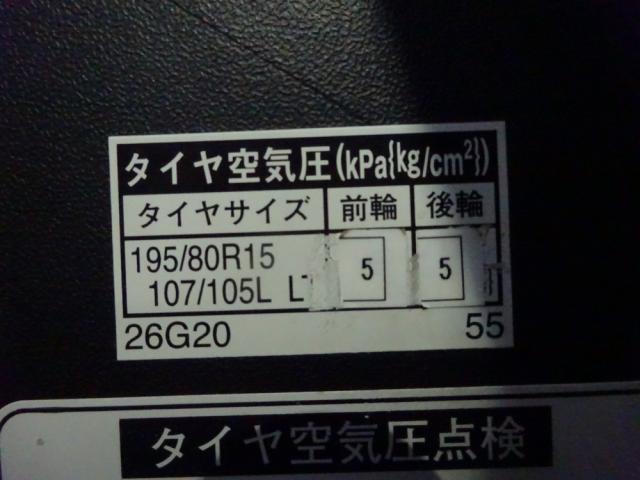 タイヤ空気圧(kPa{kg/cm²})
タイヤサイズ 前輪 後輪
195/80R15
107/105L LT 5 5
26G20 55
タイヤ空気圧点検